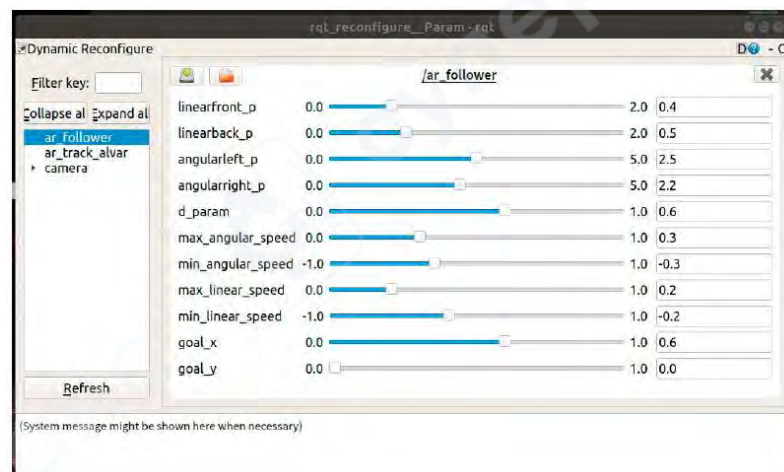 rqt_reconfigure__Param - rqt
Dynamic Reconfigure
D - O
Filter key:
Collapse al Expand al
ar_follower
ar_track_alvar
camera
Refresh
/ar_follower
linearfront_p 0.0 2.0 0.4
linearback_p 0.0 2.0 0.5
angularleft_p 0.0 5.0 2.5
angularright_p 0.0 5.0 2.2
d_param 0.0 1.0 0.6
max_angular_speed 0.0 1.0 0.3
min_angular_speed -1.0 1.0 -0.3
max_linear_speed 0.0 1.0 0.2
min_linear_speed -1.0 1.0 -0.2
goal_x 0.0 1.0 0.6
goal_y 0.0 1.0 0.0
(System message might be shown here when necessary)